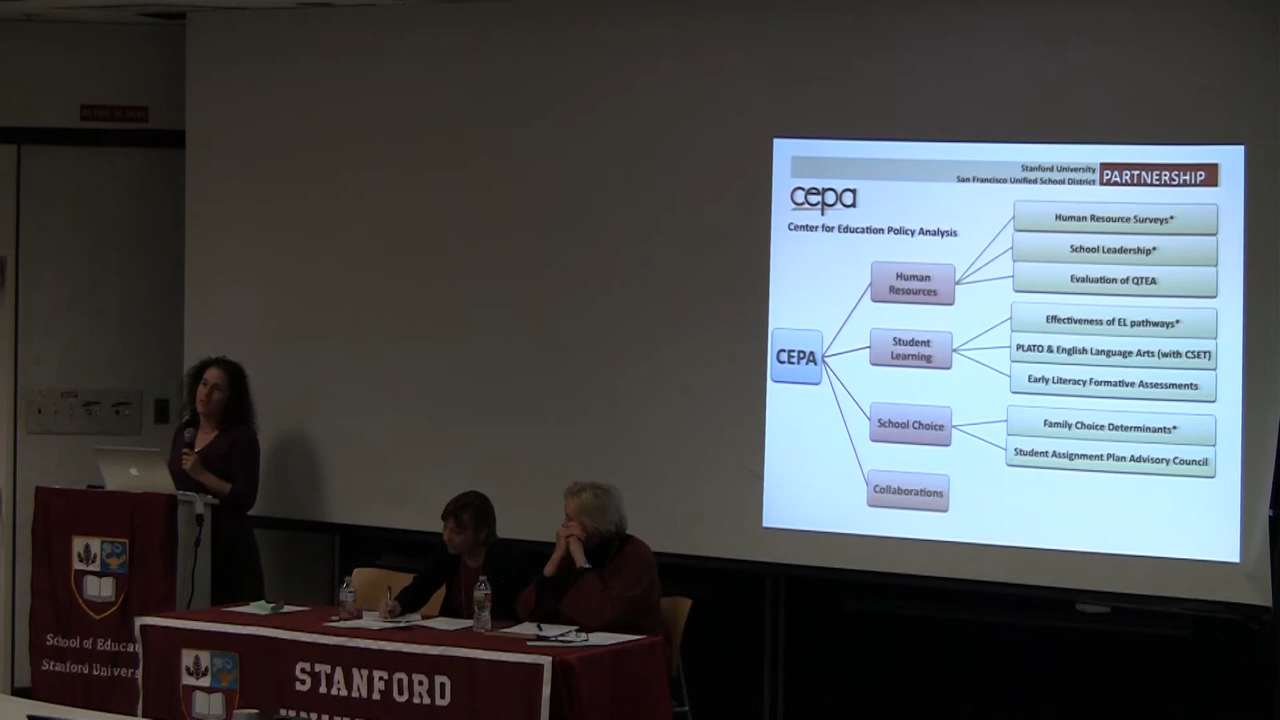 Stanford University
San Francisco Unified School District
PARTNERSHIP
cepa
Center for Education Policy Analysis
Human Resource Surveys*
School Leadership*
Evaluation of QTEA
Human
Resources
Effectiveness of EL pathways*
PLATO & English Language Arts (with CSET)
Early Literacy Formative Assessments
Student
Learning
CEPA
Family Choice Determinants*
Student Assignment Plan Advisory Council
School Choice
Collaborations
School of Educa
Stanford Univers
STANFORD